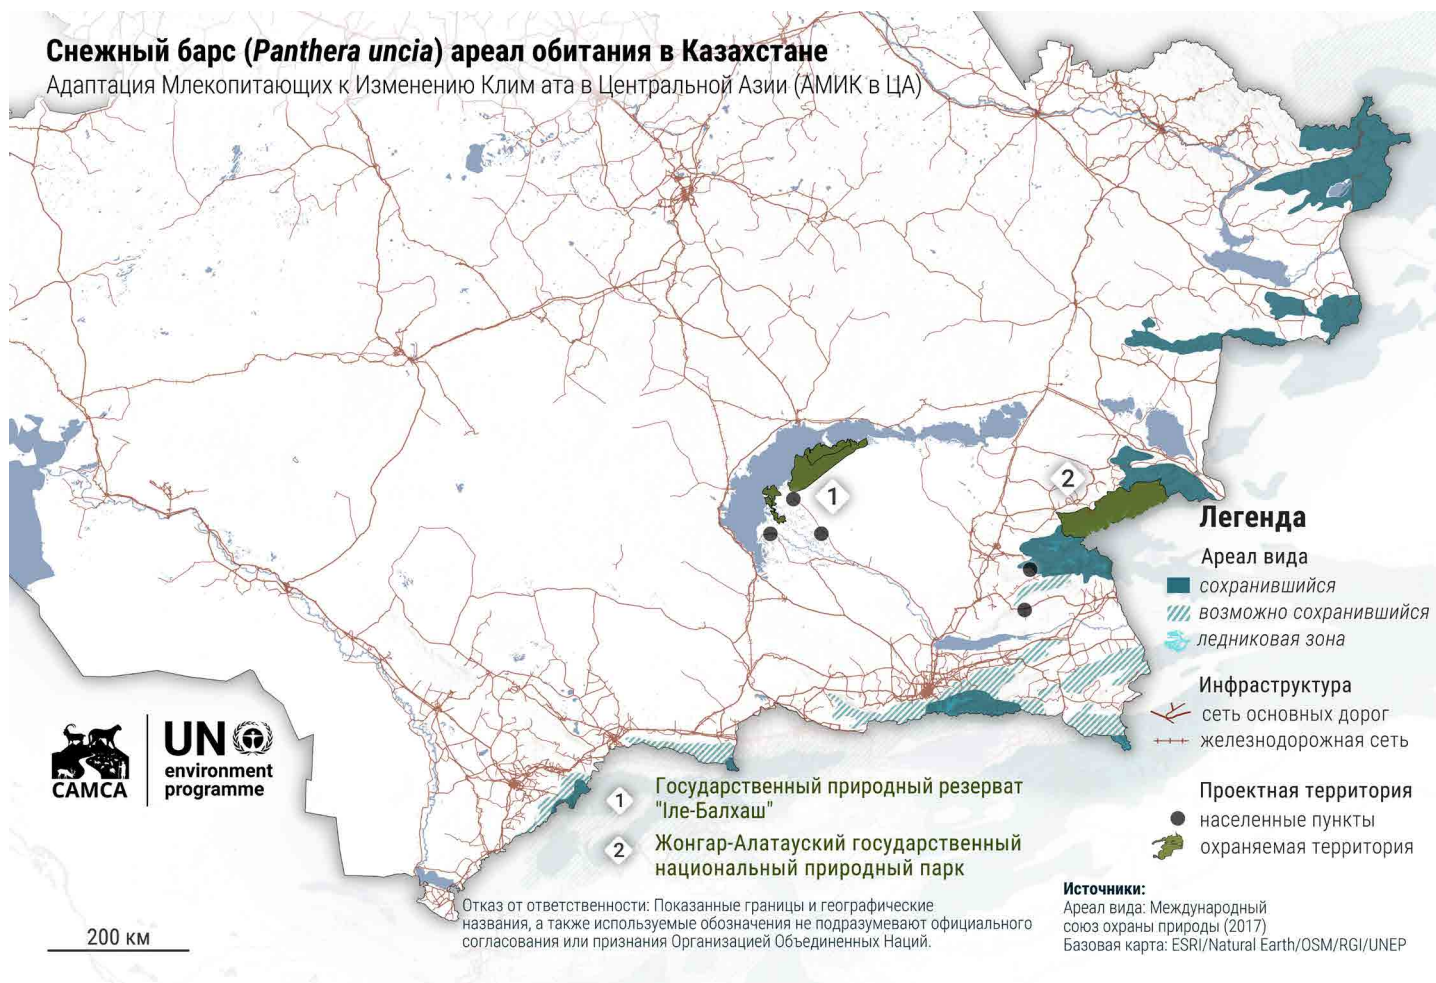 Снежный барс (Panthera uncia) ареал обитания в Казахстане
Адаптация Млекопитающих к Изменению Клим ата в Центральной Азии (АМИК в ЦА)
1
2
Легенда
Ареал вида
сохранившийся
возможно сохранившийся
ледниковая зона
Инфраструктура
сеть основных дорог
железнодорожная сеть
Проектная территория
населенные пункты
охраняемая территория
CAMCA
UN
environment
programme
1
Государственный природный резерват
"Іле-Балхаш"
2
Жонгар-Алатауский государственный
национальный природный парк
Отказ от ответственности: Показанные границы и географические
названия, а также используемые обозначения не подразумевают официального
согласования или признания Организацией Объединенных Наций.
Источники:
Ареал вида: Международный
союз охраны природы (2017)
Базовая карта: ESRI/Natural Earth/OSM/RGI/UNEP
200 км